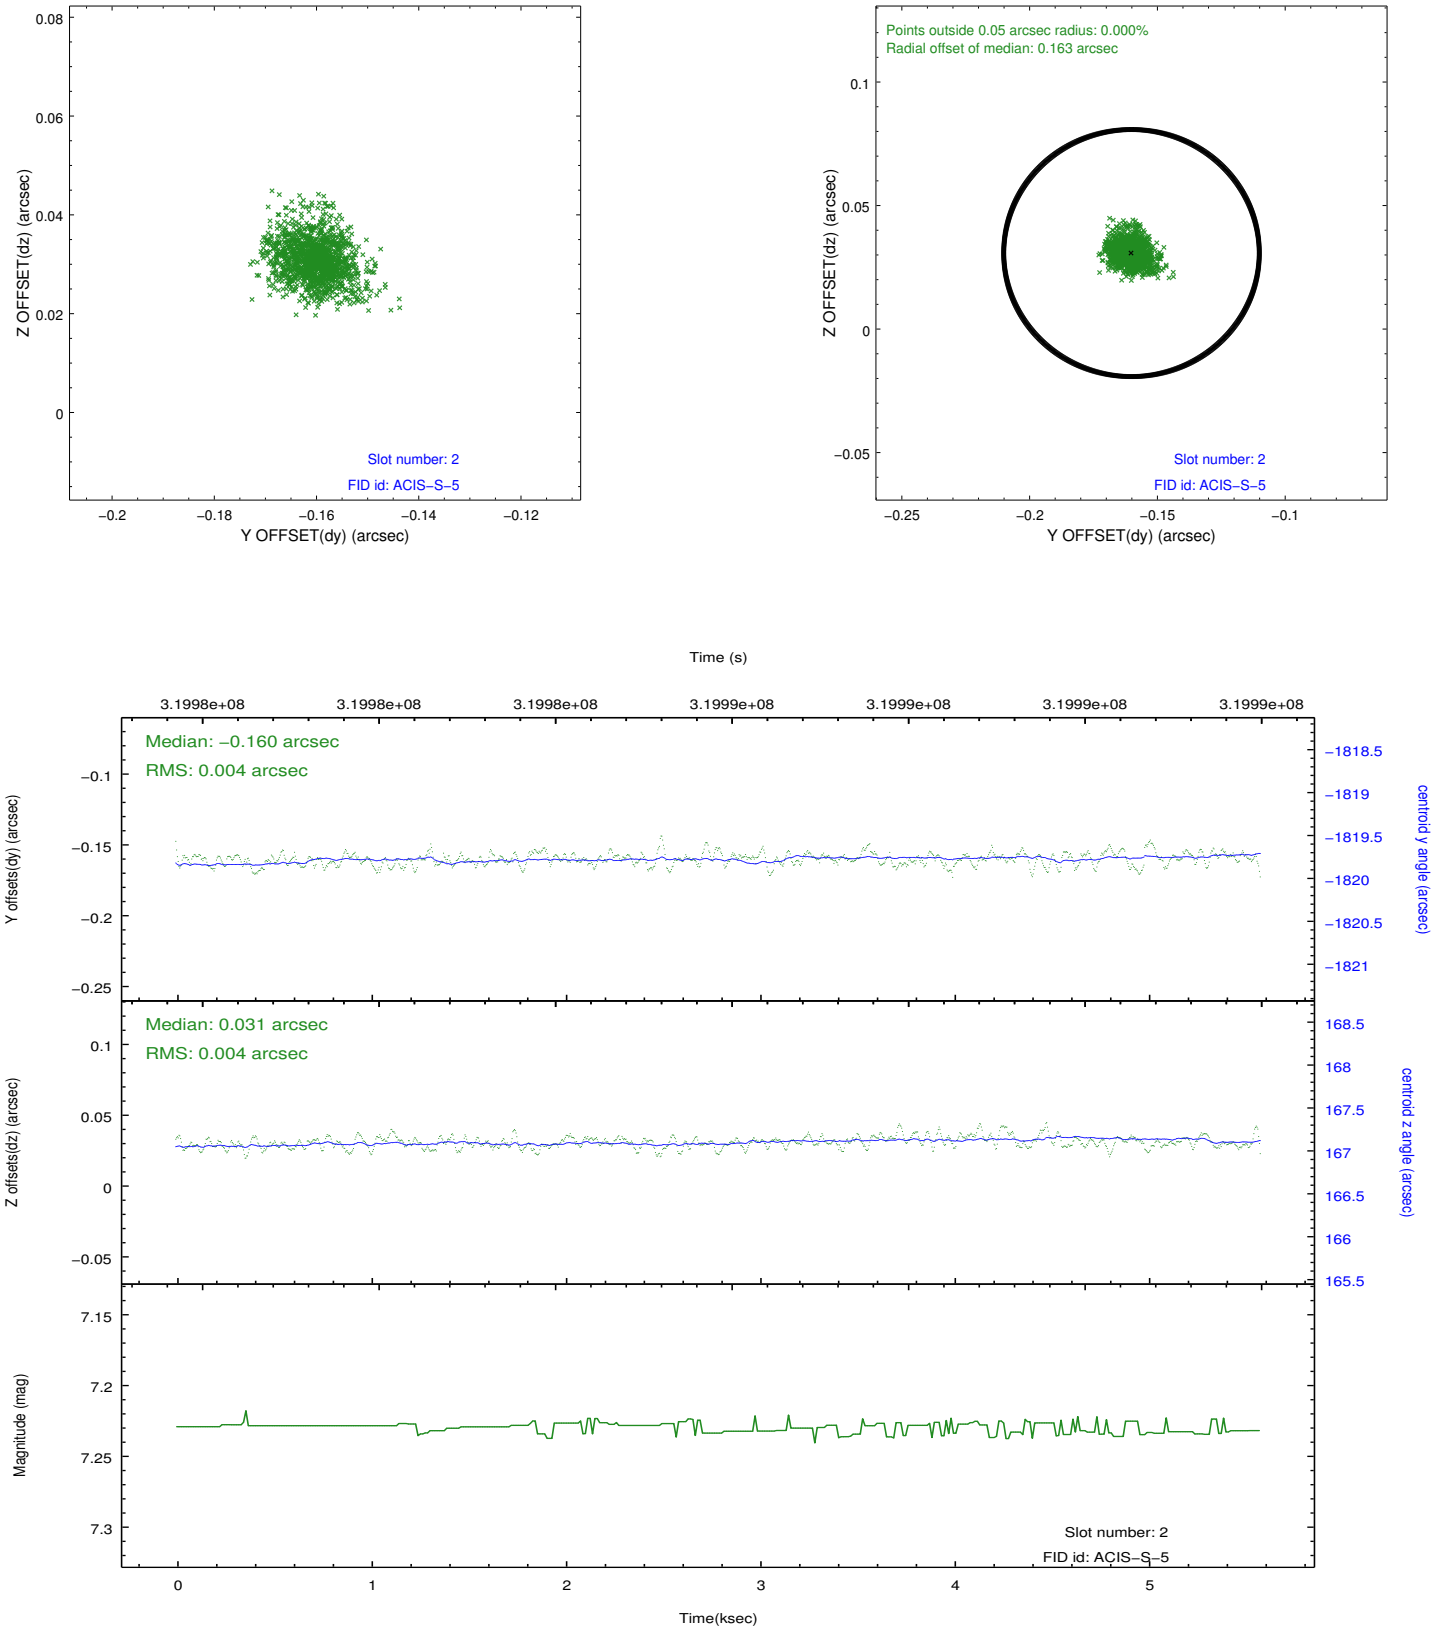 0.08
0.06
0.04
0.02
0
Z OFFSET(dz) (arcsec)
Slot number: 2
FID id: ACIS−S−5
−0.2 −0.18 −0.16 −0.14 −0.12
Y OFFSET(dy) (arcsec)
Points outside 0.05 arcsec radius: 0.000%
Radial offset of median: 0.163 arcsec
0.1
0.05
0
−0.05
Z OFFSET(dz) (arcsec)
Slot number: 2
FID id: ACIS−S−5
−0.25 −0.2 −0.15 −0.1
Y OFFSET(dy) (arcsec)
Time (s)
3.1998e+08 3.1998e+08 3.1998e+08 3.1999e+08 3.1999e+08 3.1999e+08 3.1999e+08
Median: −0.160 arcsec
RMS: 0.004 arcsec
−0.1
−0.15
−0.2
−0.25
Y offsets(dy) (arcsec)
−1818.5
−1819
−1819.5
−1820
−1820.5
−1821
centroid y angle (arcsec)
Median: 0.031 arcsec
RMS: 0.004 arcsec
0.1
0.05
0
−0.05
Z offsets(dz) (arcsec)
168.5
168
167.5
167
166.5
166
165.5
centroid z angle (arcsec)
7.15
7.2
7.25
7.3
Magnitude (mag)
Slot number: 2
FID id: ACIS−S−5
0 1 2 3 4 5
Time(ksec)